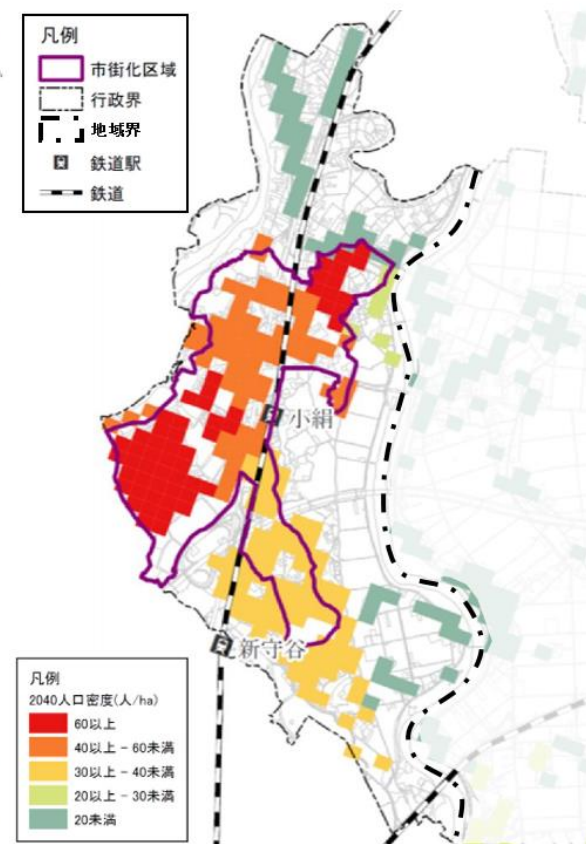 凡例
市街化区域
行政界
地域界
鉄道駅
鉄道
小絹
新守谷
凡例
2040人口密度(人/ha)
60以上
40以上 - 60未満
30以上 - 40未満
20以上 - 30未満
20未満